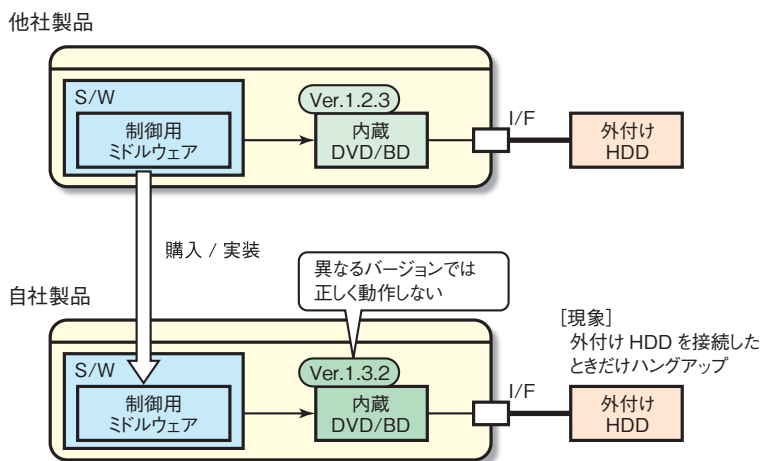 他社製品
S/W
制御用
ミドルウェア
Ver.1.2.3
内蔵
DVD/BD
I/F
外付け
HDD
購入 / 実装
異なるバージョンでは
正しく動作しない
自社製品
[現象]
外付け HDD を接続した
ときだけハングアップ
S/W
制御用
ミドルウェア
Ver.1.3.2
内蔵
DVD/BD
I/F
外付け
HDD